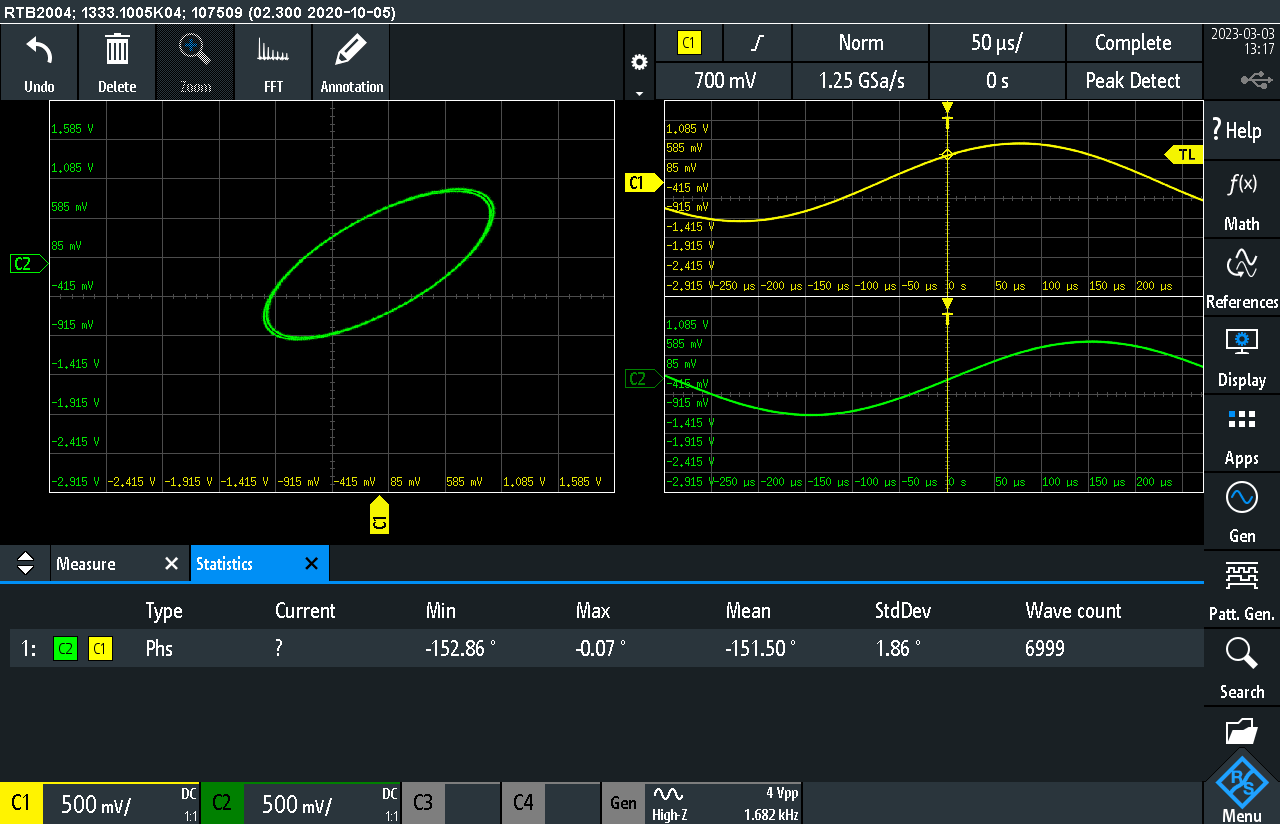 RTB2004; 1333.1005K04; 107509 (02.300 2020-10-05)
Undo
Delete
Zoom
FFT
Annotation
C1
Norm
50 µs/
Complete
700 mV
1.25 GSa/s
0 s
Peak Detect
2023-03-03
13:17
? Help
f(x)
Math
References
Display
Apps
Gen
Patt. Gen.
Search
R&S
Menu
1.585 V
1.085 V
585 mV
85 mV
C2
-415 mV
-915 mV
-1.415 V
-1.915 V
-2.415 V
-2.915 V -2.415 V -1.915 V -1.415 V -915 mV -415 mV 85 mV 585 mV 1.085 V 1.585 V
C1
T
1.085 V
585 mV
TL
85 mV
C1
-415 mV
-915 mV
-1.415 V
-1.915 V
-2.415 V
-2.915 V -250 µs -200 µs -150 µs -100 µs -50 µs 0 s 50 µs 100 µs 150 µs 200 µs
T
1.085 V
585 mV
85 mV
C2
-415 mV
-915 mV
-1.415 V
-1.915 V
-2.415 V
-2.915 V -250 µs -200 µs -150 µs -100 µs -50 µs 0 s 50 µs 100 µs 150 µs 200 µs
Measure
Statistics
Type Current Min Max Mean StdDev Wave count
1: C2 C1 Phs ? -152.86 ° -0.07 ° -151.50 ° 1.86 ° 6999
C1 500 mV/ DC 1:1
C2 500 mV/ DC 1:1
C3
C4
Gen High-Z 4 Vpp 1.682 kHz